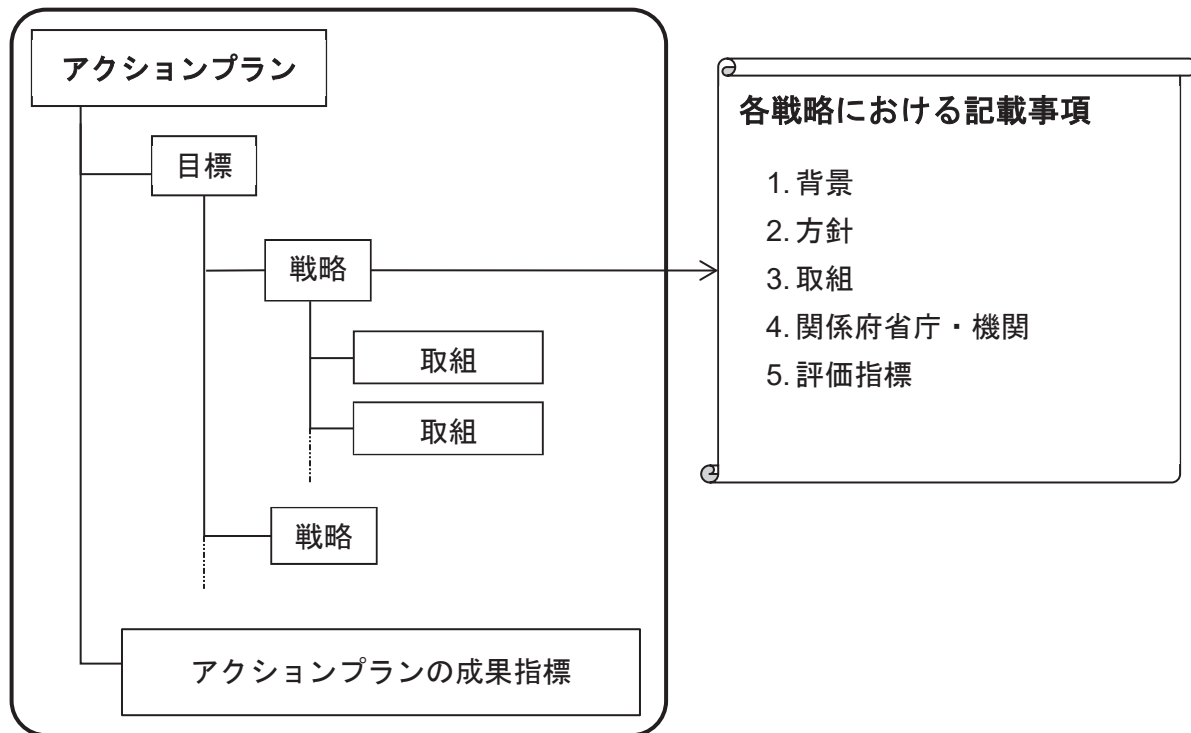 アクションプラン
目標
戦略
取組
取組
戦略
アクションプランの成果指標
各戦略における記載事項
1. 背景
2. 方針
3. 取組
4. 関係府省庁・機関
5. 評価指標